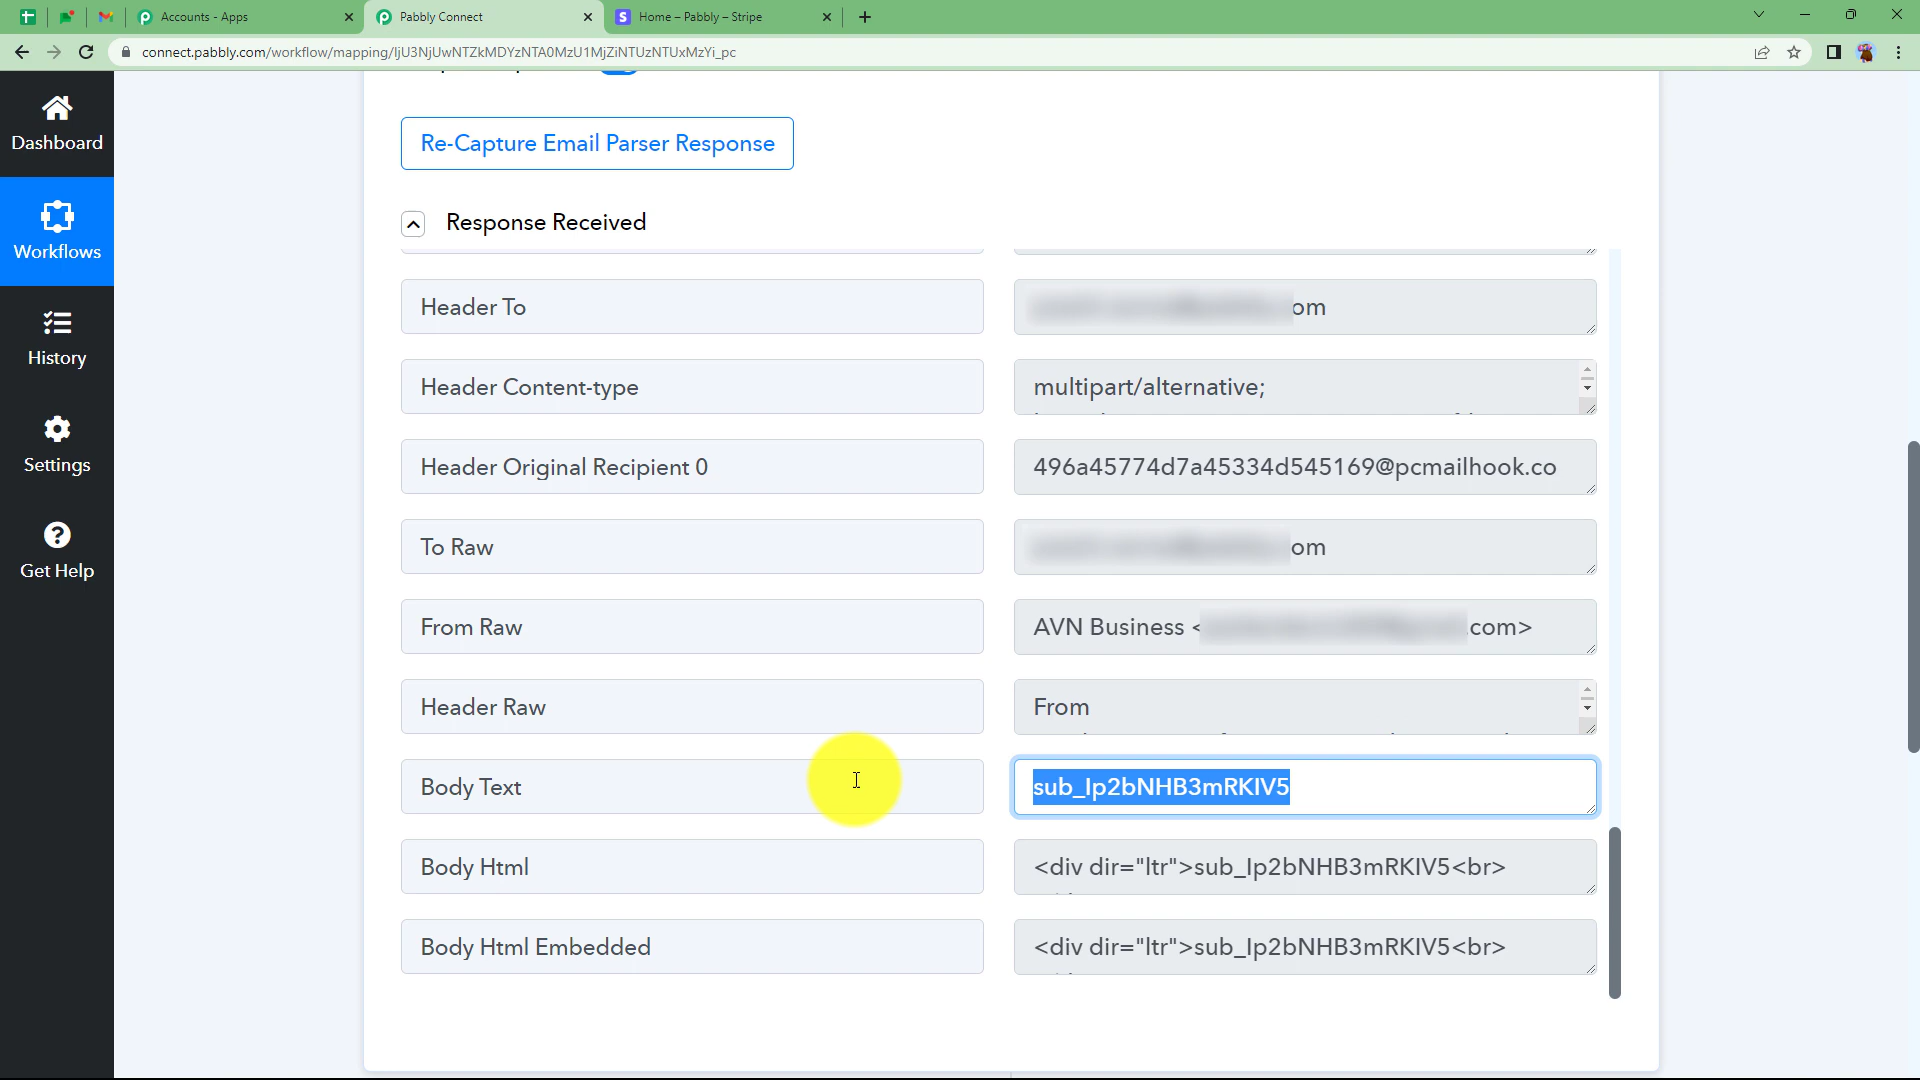 Accounts - Apps
Pabbly Connect
Home – Pabbly – Stripe
connect.pabbly.com/workflow/mapping/IjU3NjUwNTZkMDYzNTA0MzU1MjZiNTUzNTUxMzYi_pc
Dashboard
Workflows
History
Settings
Get Help
Re-Capture Email Parser Response
Response Received
Header To
om
Header Content-type
multipart/alternative;
Header Original Recipient 0
496a45774d7a45334d545169@pcmailhook.co
To Raw
om
From Raw
AVN Business < .com>
Header Raw
From
Body Text
sub_Ip2bNHB3mRKIV5
Body Html
<div dir="ltr">sub_Ip2bNHB3mRKIV5<br>
Body Html Embedded
<div dir="ltr">sub_Ip2bNHB3mRKIV5<br>